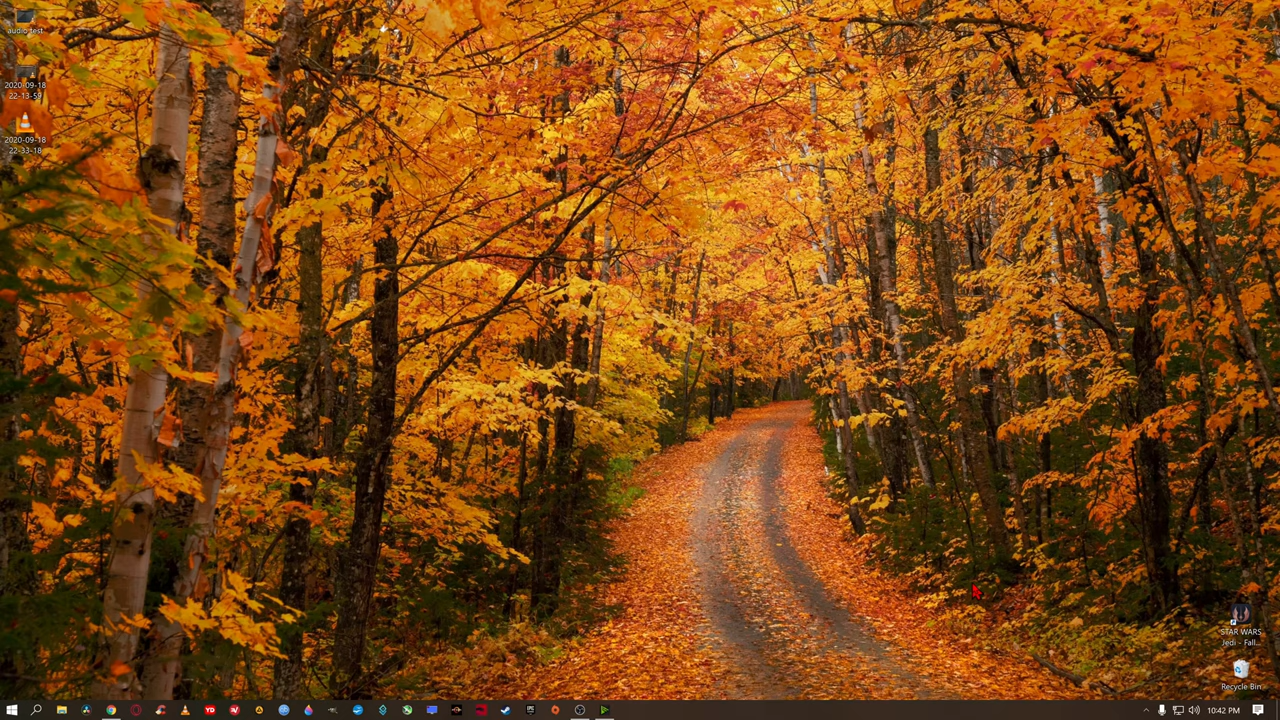 audio test
2020-09-18
22-13-59
2020-09-18
22-33-18
STAR WARS
Jedi - Fall...
Recycle Bin
10:42 PM